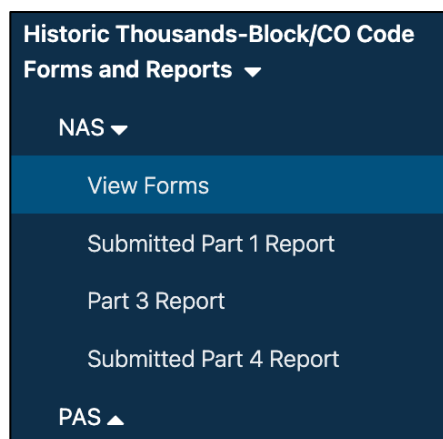 Historic Thousands-Block/CO Code
Forms and Reports
NAS
View Forms
Submitted Part 1 Report
Part 3 Report
Submitted Part 4 Report
PAS